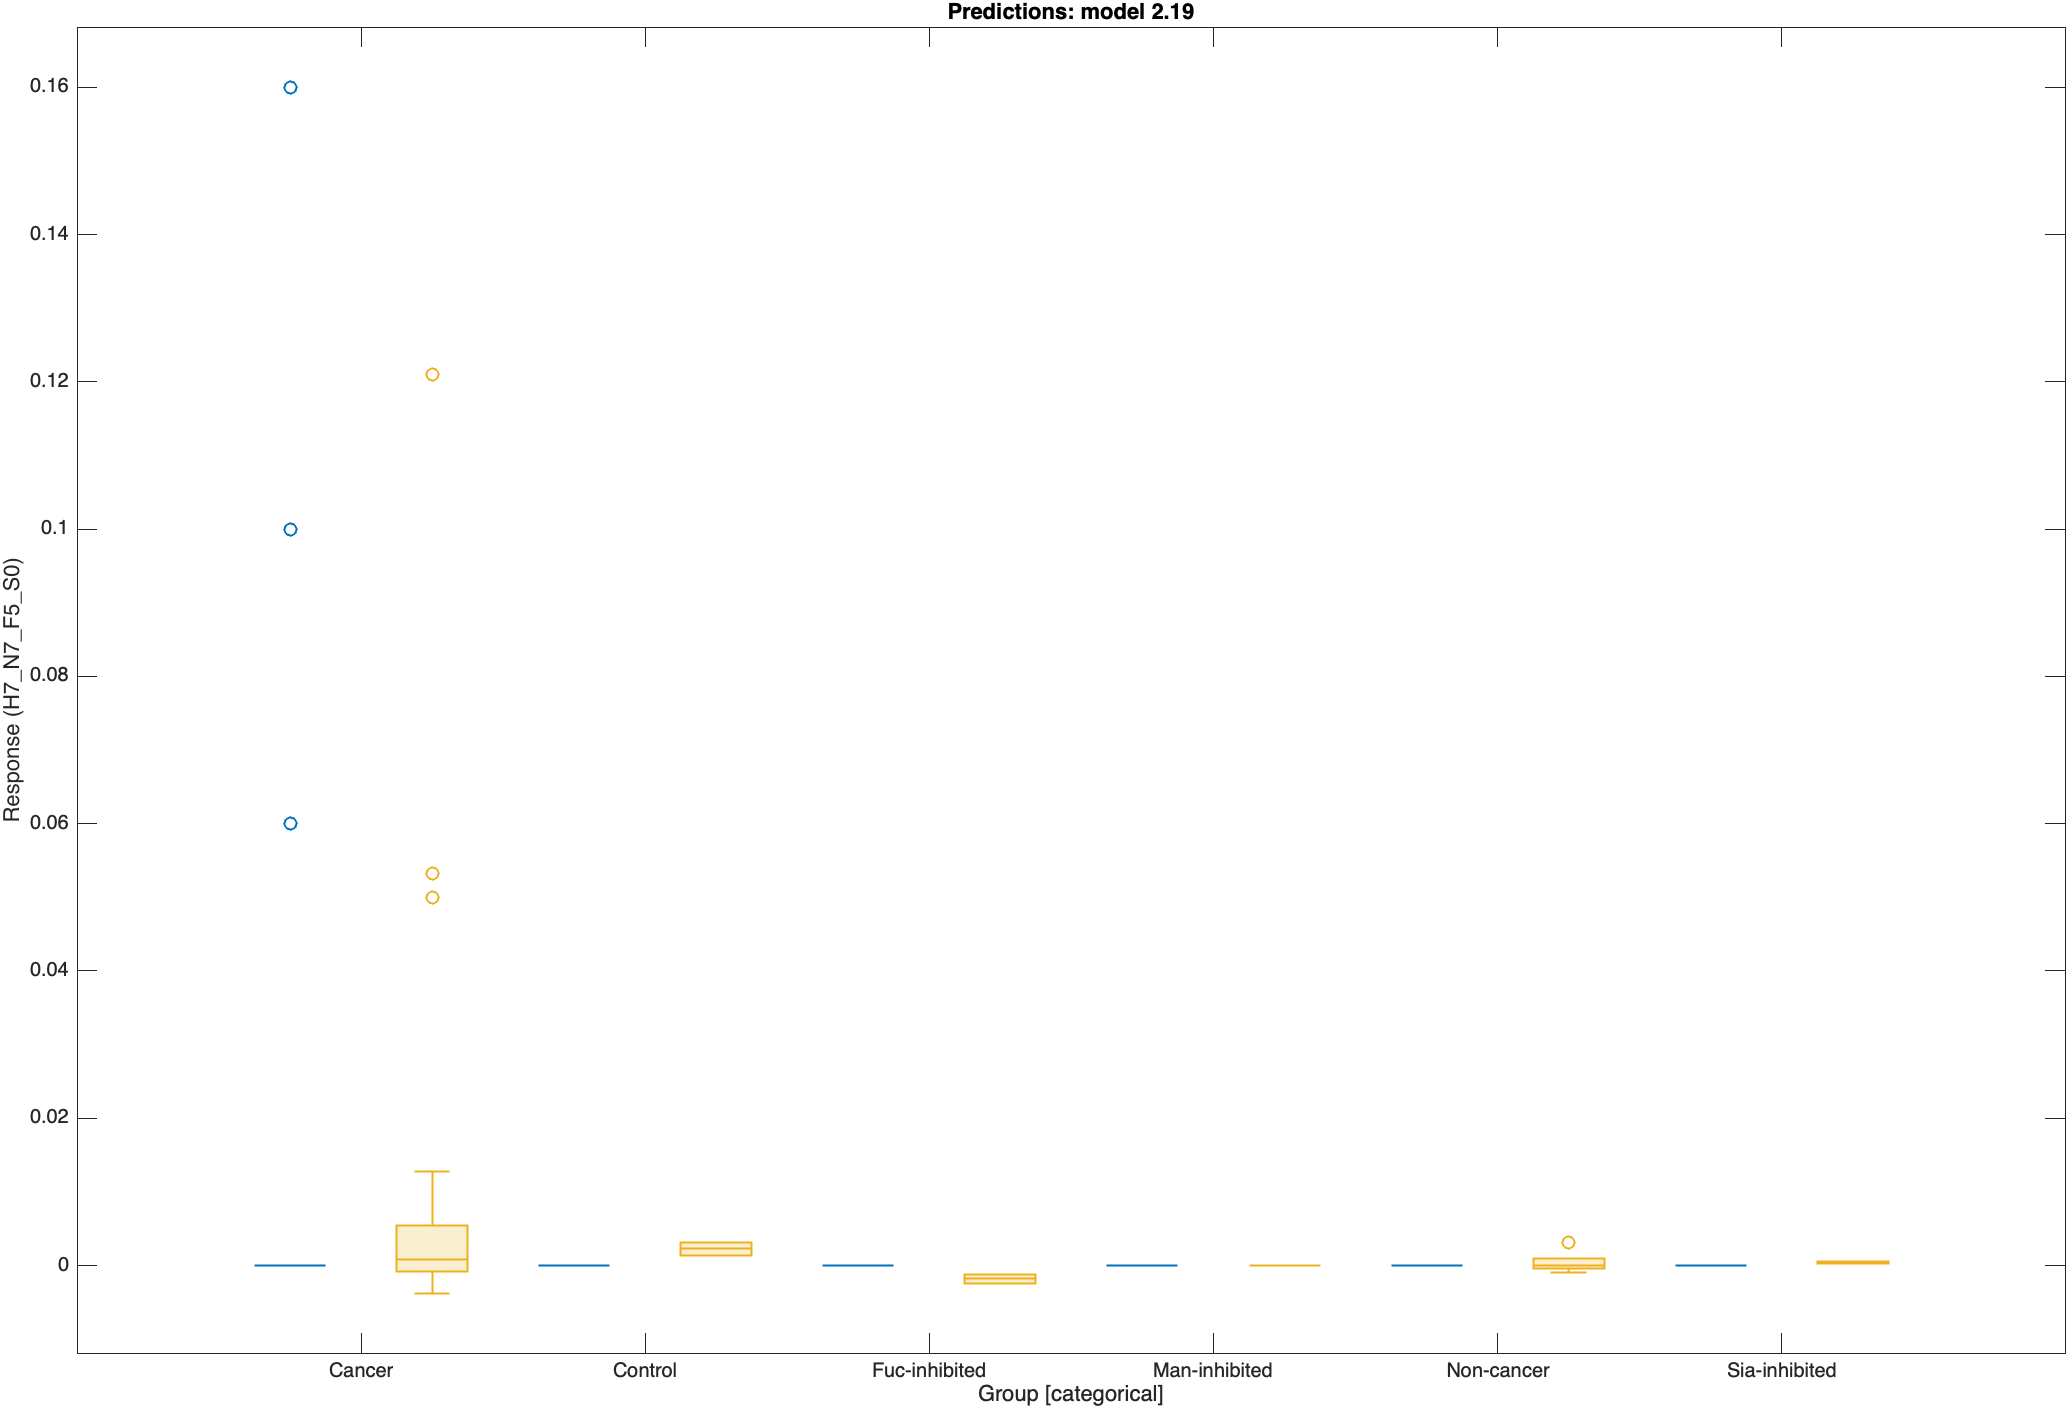 Predictions: model 2.19
0.16
0.14
0.12
0.1
0.08
0.06
0.04
0.02
0
Response (H7_N7_F5_S0)
Cancer Control Fuc-inhibited Man-inhibited Non-cancer Sia-inhibited
Group [categorical]